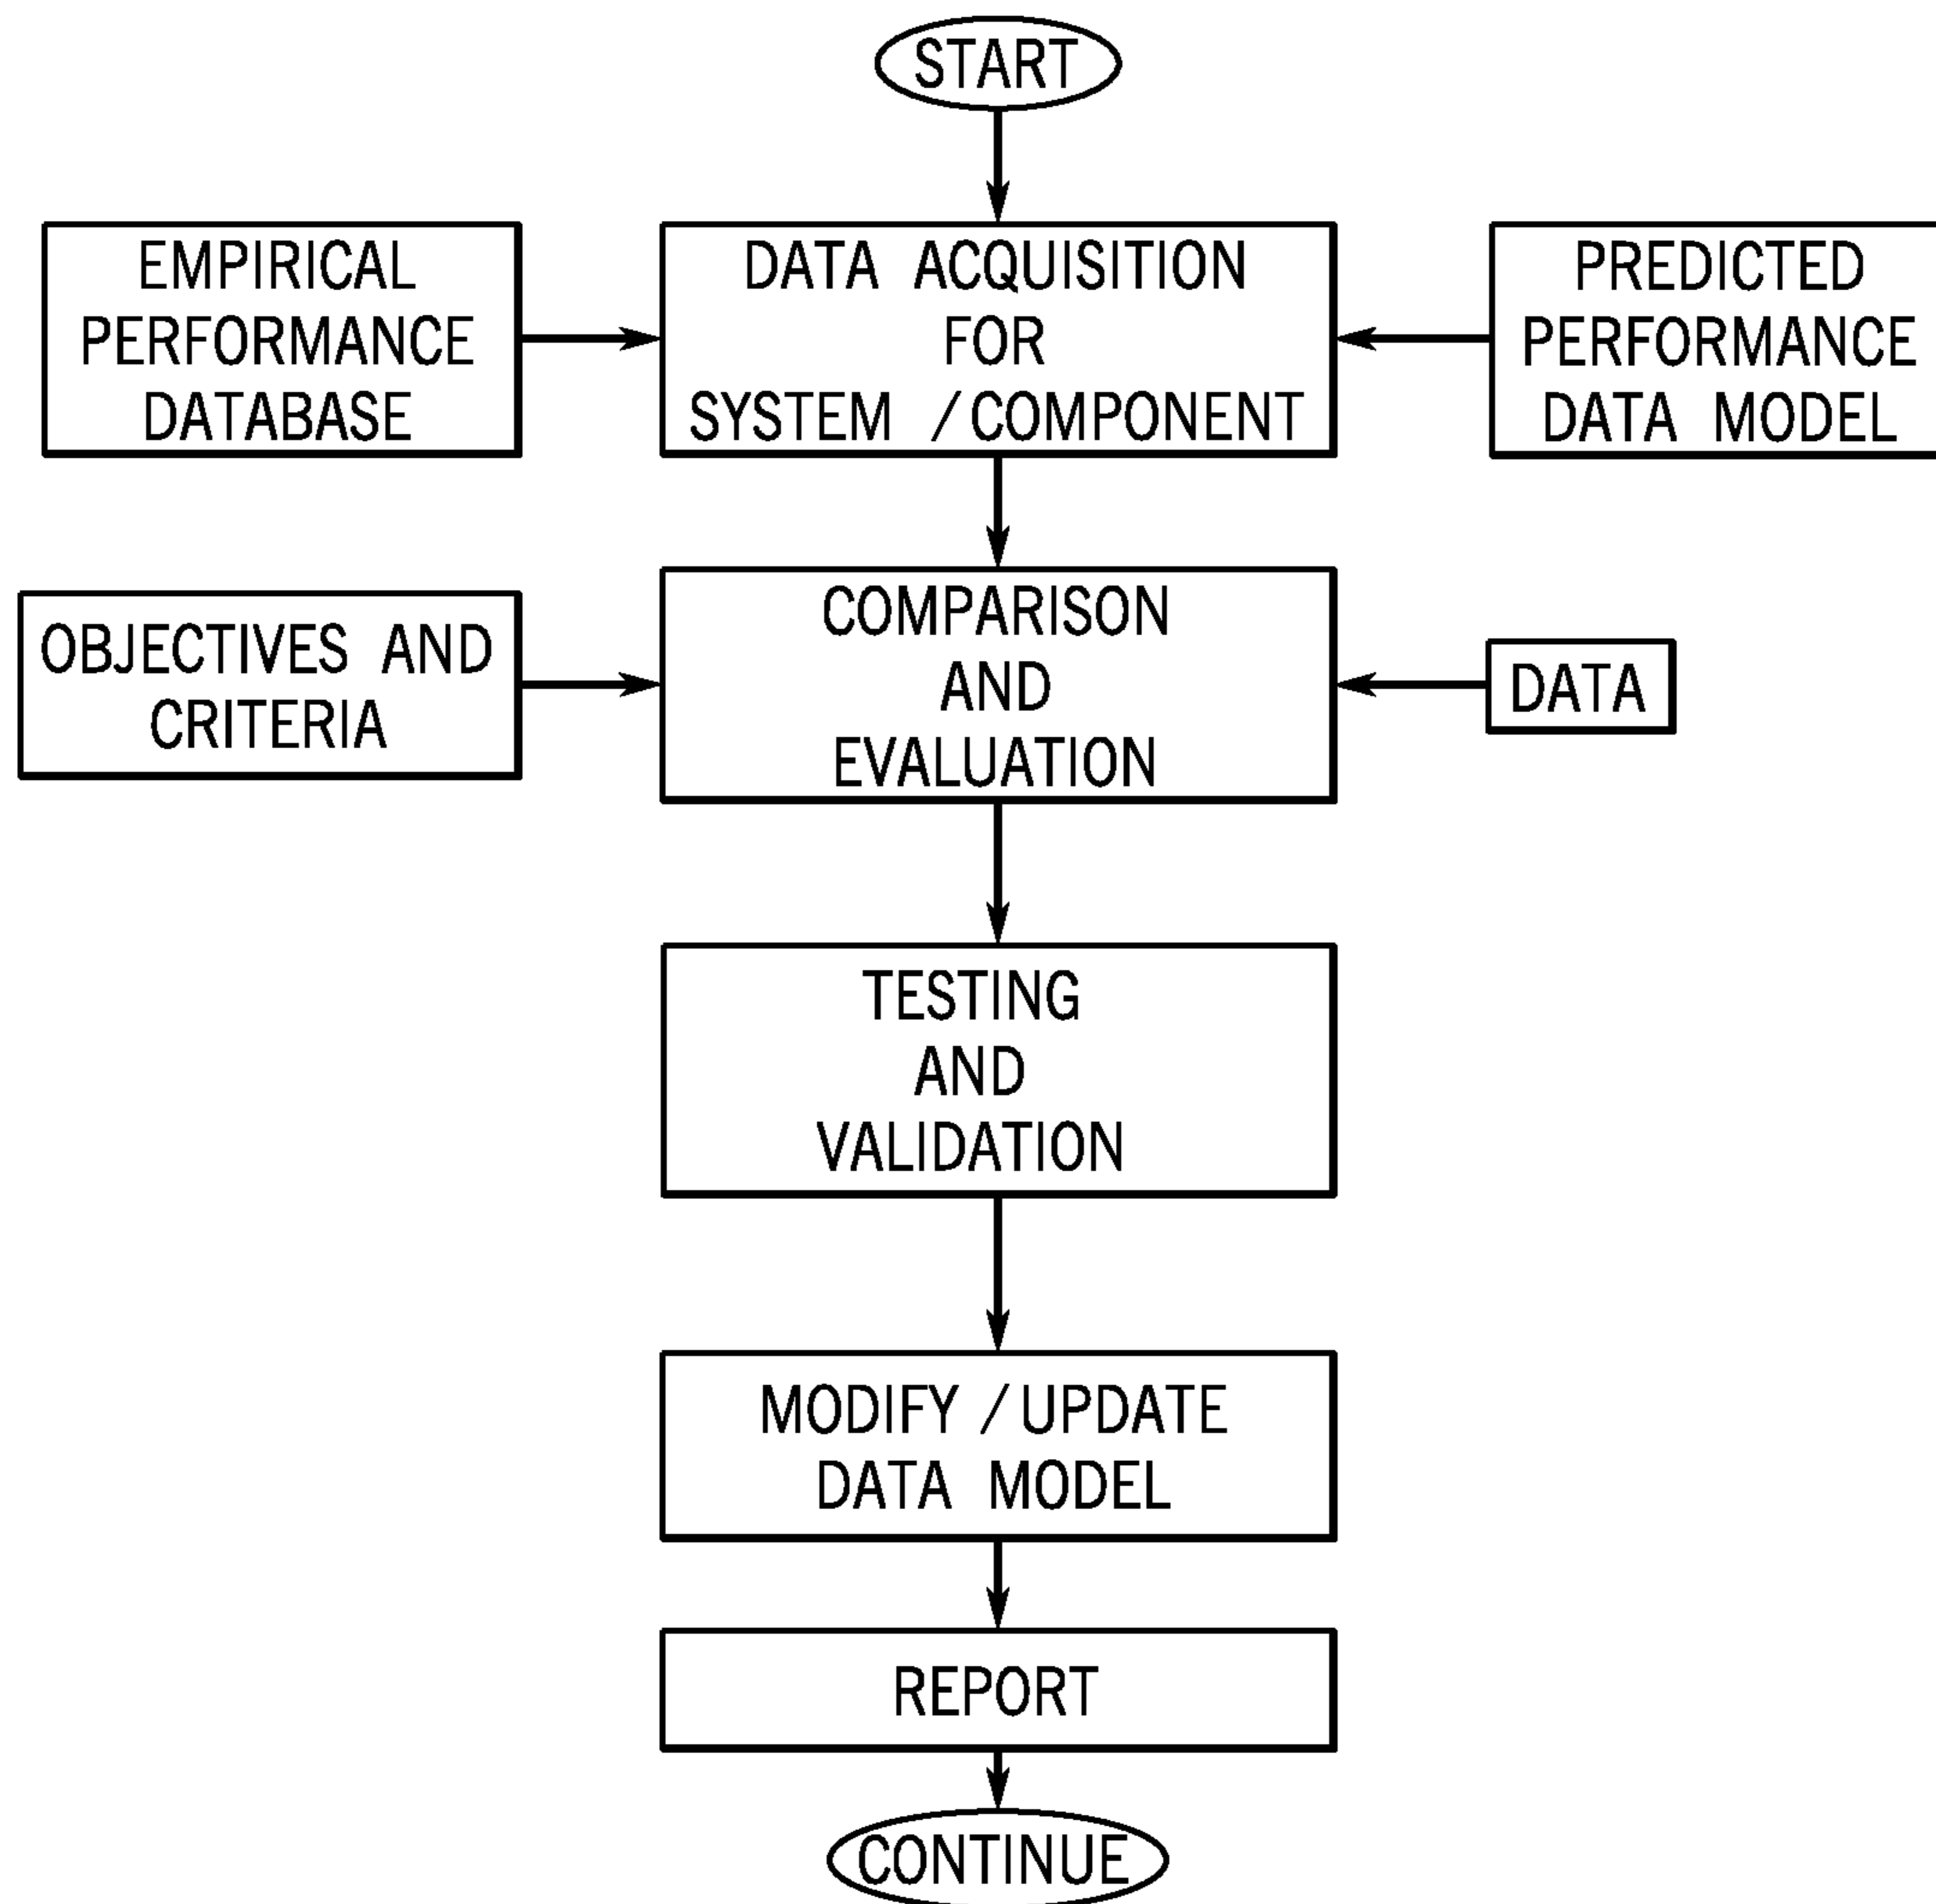 START
EMPIRICAL
PERFORMANCE
DATABASE
DATA ACQUISITION
FOR
SYSTEM /COMPONENT
PREDICTED
PERFORMANCE
DATA MODEL
OBJECTIVES AND
CRITERIA
COMPARISON
AND
EVALUATION
DATA
TESTING
AND
VALIDATION
MODIFY /UPDATE
DATA MODEL
REPORT
CONTINUE